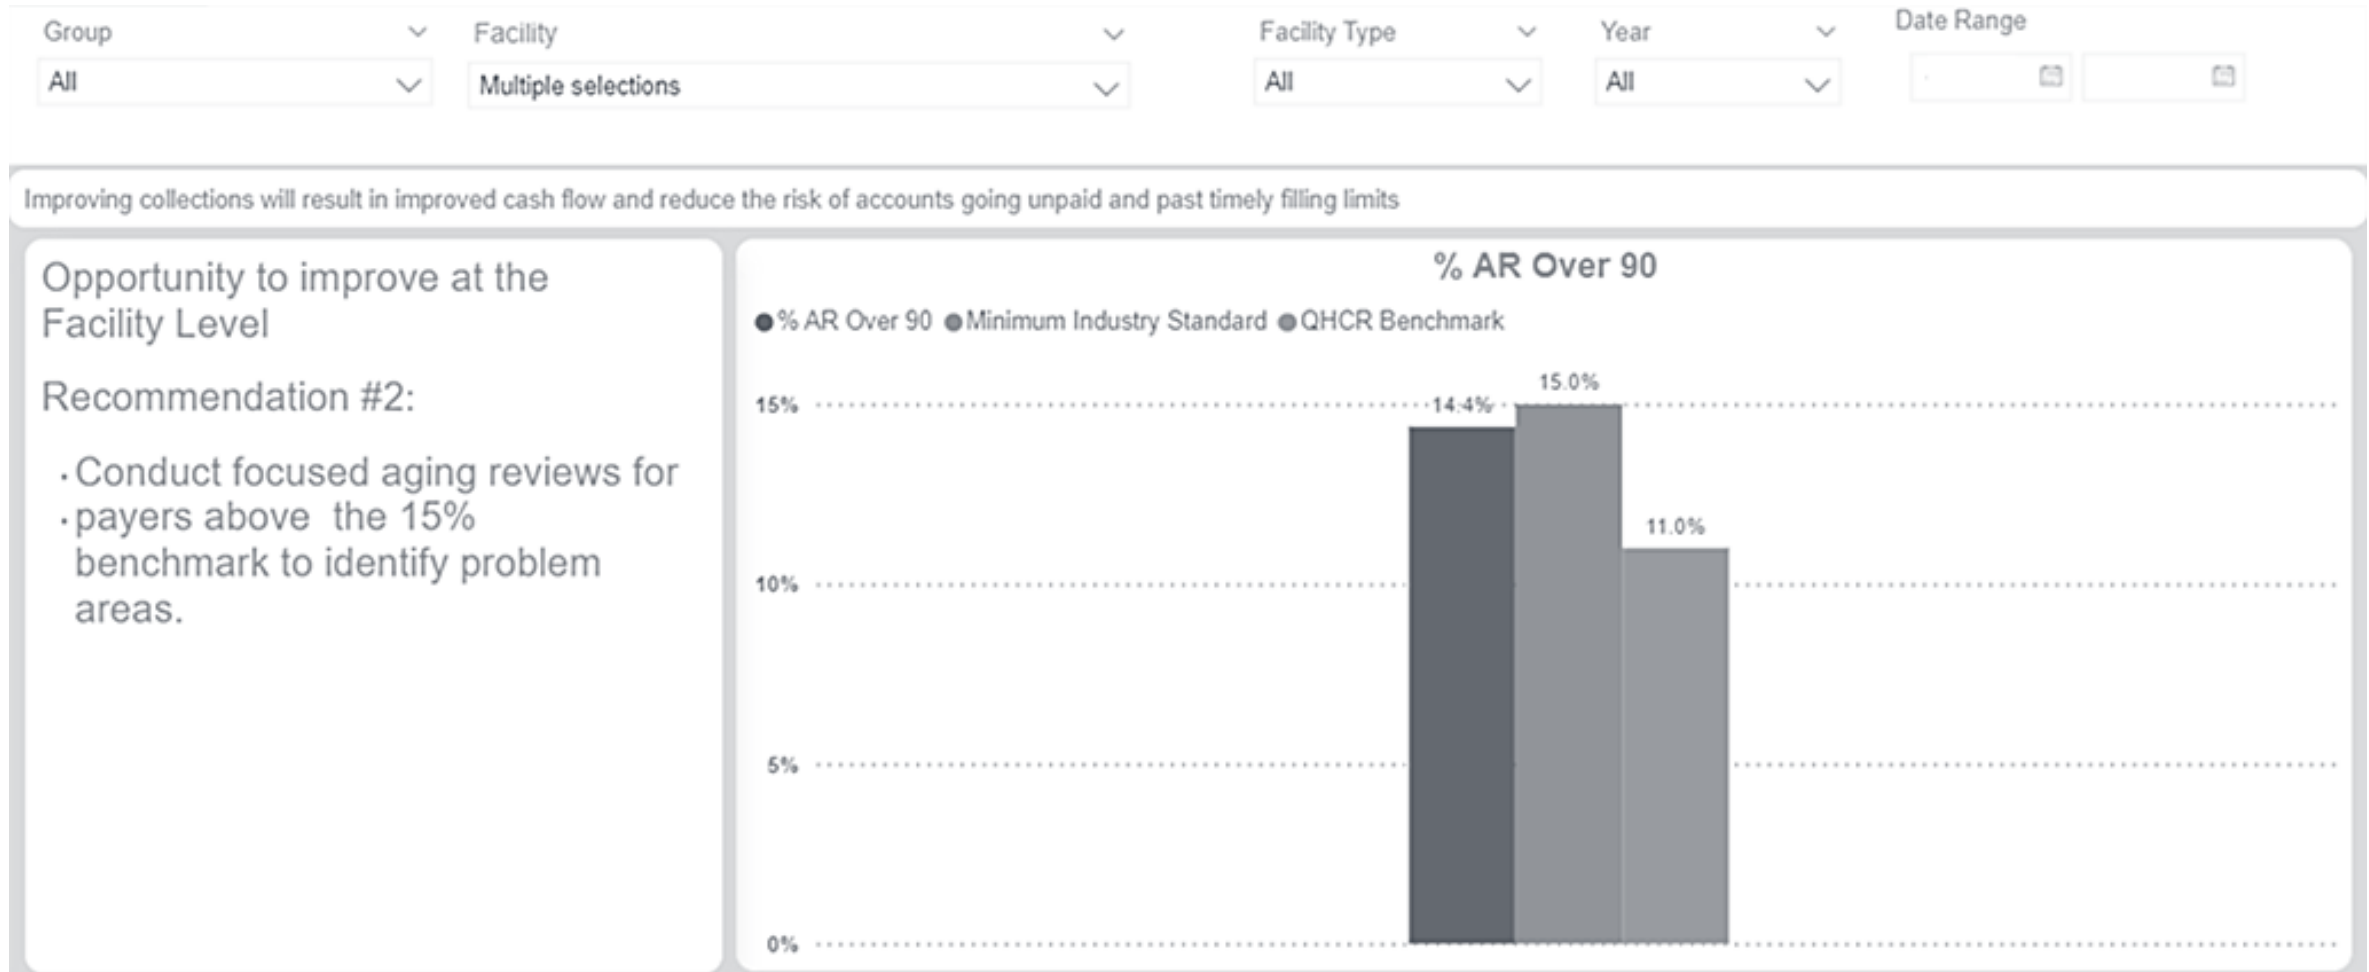 Group
Facility
Facility Type
Year
Date Range
All
Multiple selections
All
All
Improving collections will result in improved cash flow and reduce the risk of accounts going unpaid and past timely filling limits
Opportunity to improve at the
Facility Level
Recommendation #2:
· Conduct focused aging reviews for
· payers above the 15%
benchmark to identify problem
areas.
% AR Over 90
% AR Over 90 Minimum Industry Standard QHCR Benchmark
15.0%
15%
14.4%
11.0%
10%
5%
0%